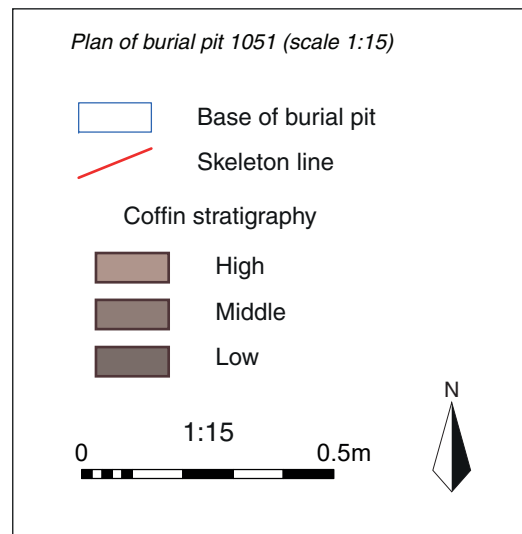 Plan of burial pit 1051 (scale 1:15)
Base of burial pit
Skeleton line
Coffin stratigraphy
High
Middle
Low
N
1:15
0 0.5m